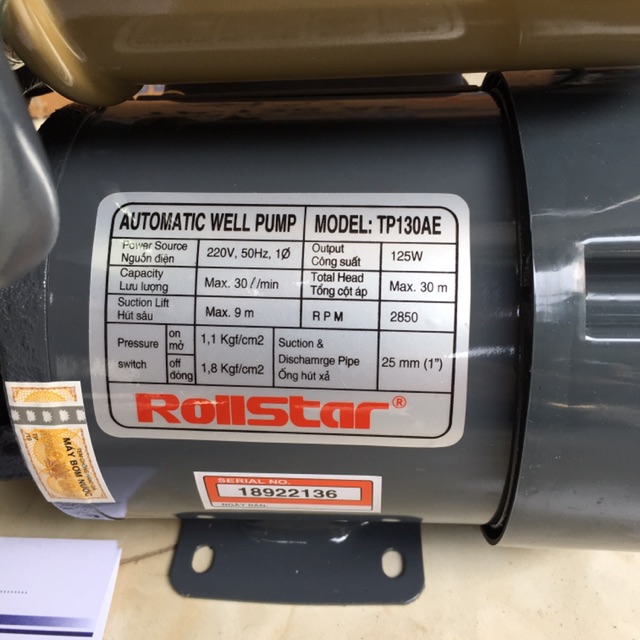 AUTOMATIC WELL PUMP MODEL: TP130AE
Power Source 220V, 50Hz, 1Ø Output 125W
Nguồn điện Công suất
Capacity Max. 30 l/min Total Head Max. 30 m
Lưu lượng Tổng cột áp
Suction Lift Max. 9 m R P M 2850
Hút sâu
Pressure on 1,1 Kgf/cm2 Suction &
mở Dischamrge Pipe 25 mm (1")
switch off 1,8 Kgf/cm2 Ống hút xả
đóng
RollStar®
MÁY BƠM NƯỚC
SERIAL NO.
18922136
NGÀY BÁN